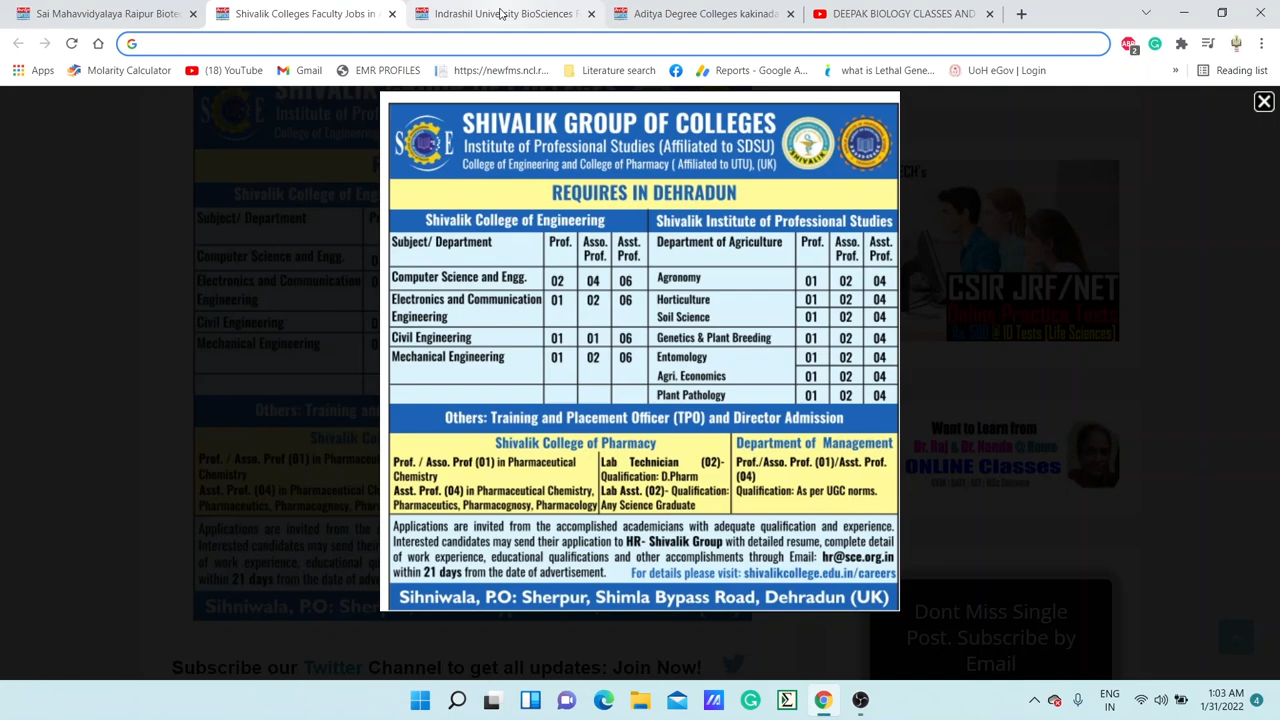 Sai Mahavvidyalaya Raipur Biote
Shivalik Colleges Faculty Jobs in
Indrashil University BioSciences F
Aditya Degree Colleges kakinada
DEEPAK BIOLOGY CLASSES AND
Apps
Molarity Calculator
(18) YouTube
Gmail
EMR PROFILES
https://newfms.ncl.r...
Literature search
Reports - Google A...
what is Lethal Gene...
UoH eGov | Login
»
Reading list
SHIVALIK GROUP OF COLLEGES
Institute of Professional Studies (Affiliated to SDSU)
College of Engineering and College of Pharmacy ( Affiliated to UTU), (UK)
REQUIRES IN DEHRADUN
Shivalik College of Engineering
Subject/ Department Prof. Asso. Prof. Asst. Prof.
Computer Science and Engg. 02 04 06
Electronics and Communication Engineering 01 02 06
Civil Engineering 01 01 06
Mechanical Engineering 01 02 06
Shivalik Institute of Professional Studies
Department of Agriculture Prof. Asso. Prof. Asst. Prof.
Agronomy 01 02 04
Horticulture 01 02 04
Soil Science 01 02 04
Genetics & Plant Breeding 01 02 04
Entomology 01 02 04
Agri. Economics 01 02 04
Plant Pathology 01 02 04
Others: Training and Placement Officer (TPO) and Director Admission
Shivalik College of Pharmacy
Prof. / Asso. Prof (01) in Pharmaceutical
Chemistry
Asst. Prof. (04) in Pharmaceutical Chemistry,
Pharmaceutics, Pharmacognosy, Pharmacology
Lab Technician (02)-
Qualification: D.Pharm
Lab Asst. (02)- Qualification:
Any Science Graduate
Department of Management
Prof./Asso. Prof. (01)/Asst. Prof.
(04)
Qualification: As per UGC norms.
Applications are invited from the accomplished academicians with adequate qualification and experience.
Interested candidates may send their application to HR- Shivalik Group with detailed resume, complete detail
of work experience, educational qualifications and other accomplishments through Email: hr@sce.org.in
within 21 days from the date of advertisement. For details please visit: shivalikcollege.edu.in/careers
Sihniwala, P.O: Sherpur, Shimla Bypass Road, Dehradun (UK)
CSIR JRF/NET
Want to Learn from
Dr. Raj & Dr. Nanda @ Home
ONLINE Classes
Dont Miss Single
Post. Subscribe by
Email
Subscribe our Twitter Channel to get all updates: Join Now!
ENG
IN
1:03 AM
1/31/2022
4